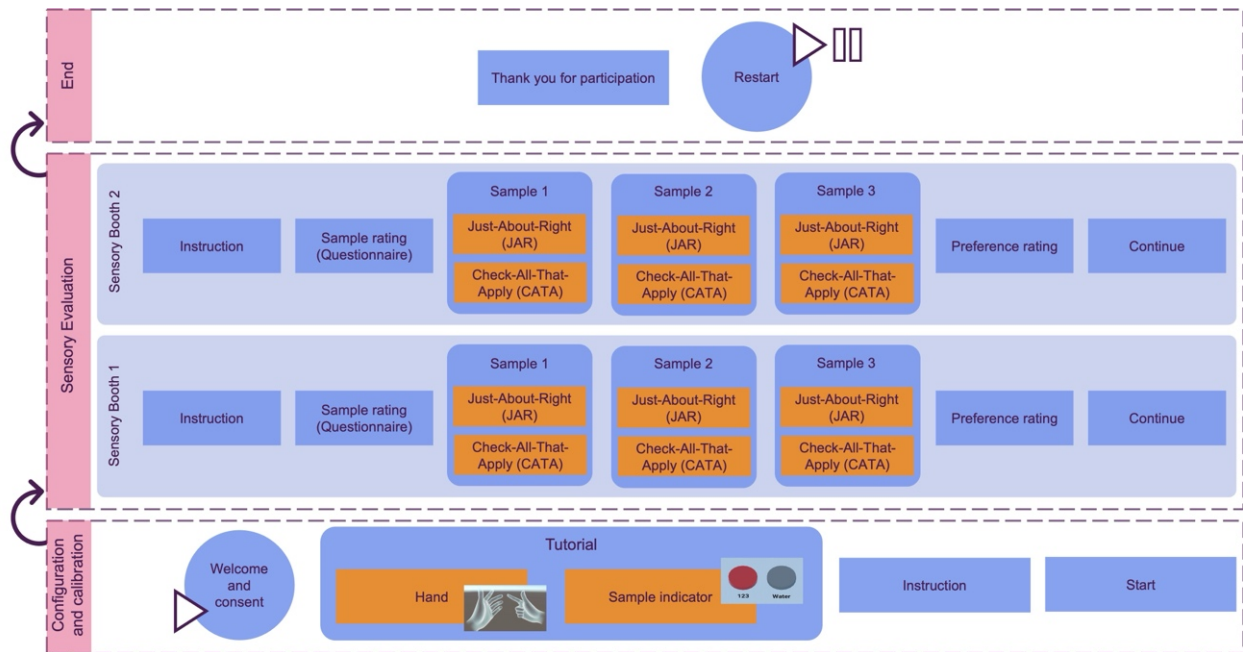 End
Thank you for participation
Restart
Sensory Evaluation
Sensory Booth 2
Instruction
Sample rating
(Questionnaire)
Sample 1
Just-About-Right
(JAR)
Check-All-That-
Apply (CATA)
Sample 2
Just-About-Right
(JAR)
Check-All-That-
Apply (CATA)
Sample 3
Just-About-Right
(JAR)
Check-All-That-
Apply (CATA)
Preference rating
Continue
Sensory Booth 1
Instruction
Sample rating
(Questionnaire)
Sample 1
Just-About-Right
(JAR)
Check-All-That-
Apply (CATA)
Sample 2
Just-About-Right
(JAR)
Check-All-That-
Apply (CATA)
Sample 3
Just-About-Right
(JAR)
Check-All-That-
Apply (CATA)
Preference rating
Continue
Configuration
and calibration
Welcome
and
consent
Tutorial
Hand
Sample indicator
123
Water
Instruction
Start